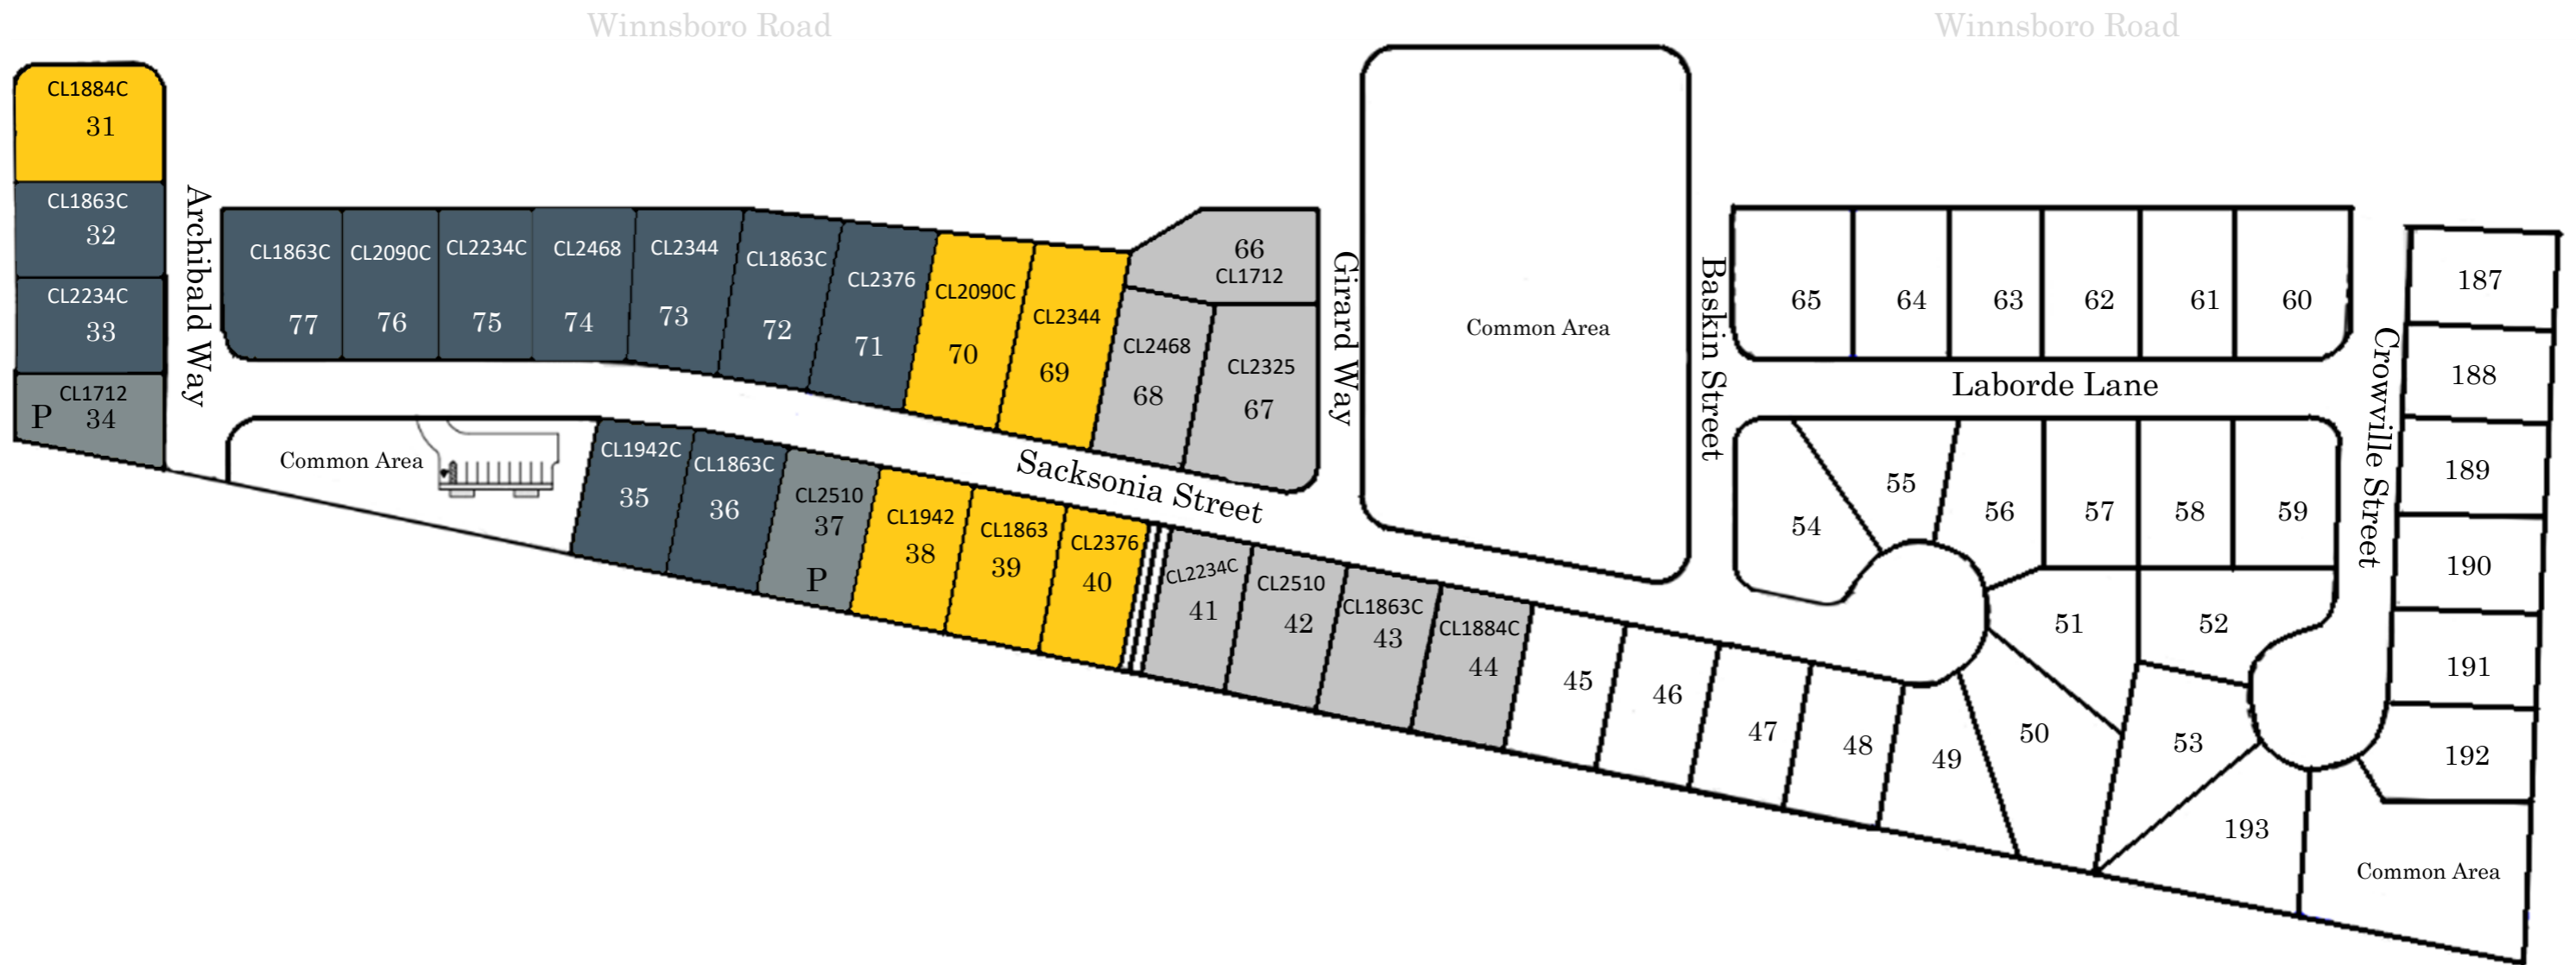 Winnsboro Road
Winnsboro Road
CL1884C
31
CL1863C
32
CL2234C
33
CL1712
P 34
Archibald Way
CL1863C
77
CL2090C
76
CL2234C
75
CL2468
74
CL2344
73
CL1863C
72
CL2376
71
CL2090C
70
CL2344
69
66
CL1712
CL2468
68
CL2325
67
Girard Way
Common Area
Baskin Street
65
64
63
62
61
60
Laborde Lane
Crowville Street
187
188
189
190
191
192
Common Area
Common Area
CL1942C
35
CL1863C
36
CL2510
37
P
CL1942
38
CL1863
39
CL2376
40
Sacksonia Street
CL2234C
41
CL2510
42
CL1863C
43
CL1884C
44
45
46
47
48
49
50
51
52
53
54
55
56
57
58
59
193